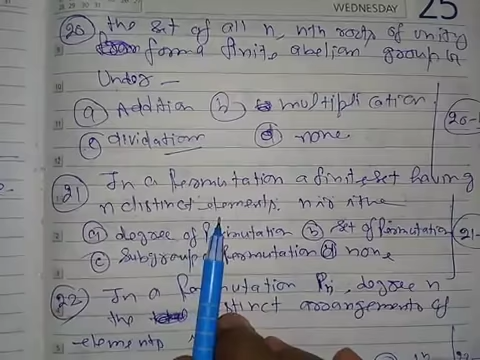 WEDNESDAY 25
20 the set of all n, nth roots of unity
forms finite abelian group
Under —
a Addition b multiplication
c dividation d none
21 In a permutation a finite set having
n distinct elements. n is the
a degree of permutation b set of permutation
c Subgroup permutation d none
22 In a Permutation Pn, degree n
the distinct arrangements of
elements